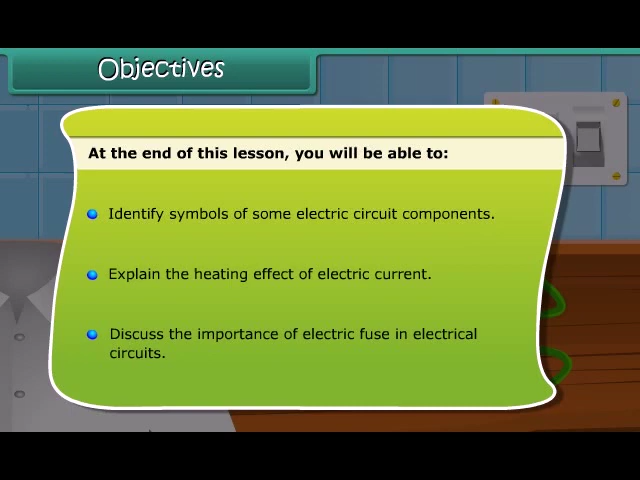 Objectives
At the end of this lesson, you will be able to:
Identify symbols of some electric circuit components.
Explain the heating effect of electric current.
Discuss the importance of electric fuse in electrical
circuits.